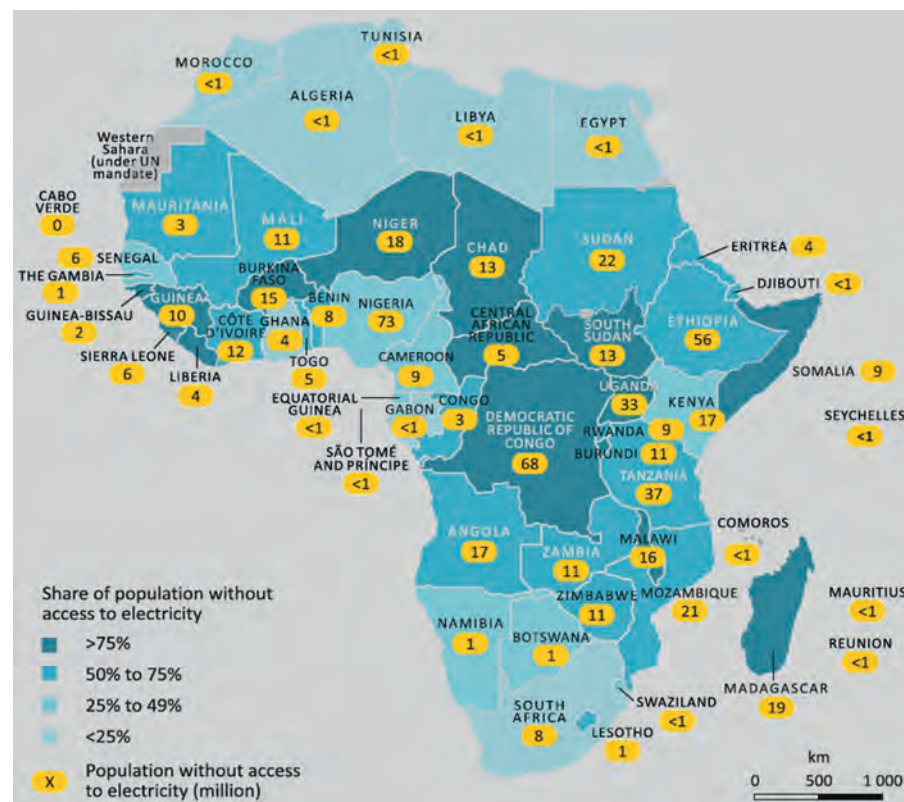 TUNISIA
<1
MOROCCO
<1
ALGERIA
<1
LIBYA
<1
EGYPT
<1
Western
Sahara
(under UN
mandate)
CABO
VERDE
0
MAURITANIA
3
MALI
11
NIGER
18
CHAD
13
SUDAN
22
ERITREA 4
6 SENEGAL
THE GAMBIA
1
DJIBOUTI <1
BURKINA
FASO
15
BENIN
8
NIGERIA
73
GUINEA-BISSAU
2
GUINEA
10
CÔTE
D'IVOIRE
12
GHANA
4
CENTRAL
AFRICAN
REPUBLIC
5
SOUTH
SUDAN
13
ETHIOPIA
56
SIERRA LEONE
6
LIBERIA
4
TOGO
5
CAMEROON
9
SOMALIA 9
EQUATORIAL
GUINEA
<1
GABON
<1
CONGO
3
DEMOCRATIC
REPUBLIC OF
CONGO
68
UGANDA
33
KENYA
17
SEYCHELLES
<1
RWANDA 9
BURUNDI 11
SÃO TOMÉ
AND PRÍNCIPE
<1
TANZANIA
37
COMOROS
<1
ANGOLA
17
ZAMBIA
11
MALAWI
16
ZIMBABWE
11
MOZAMBIQUE
21
MAURITIUS
<1
NAMIBIA
1
BOTSWANA
1
REUNION
<1
MADAGASCAR
19
SOUTH
AFRICA
8
SWAZILAND
<1
LESOTHO
1
Share of population without
access to electricity
>75%
50% to 75%
25% to 49%
<25%
X Population without access
to electricity (million)
km
0 500 1 000